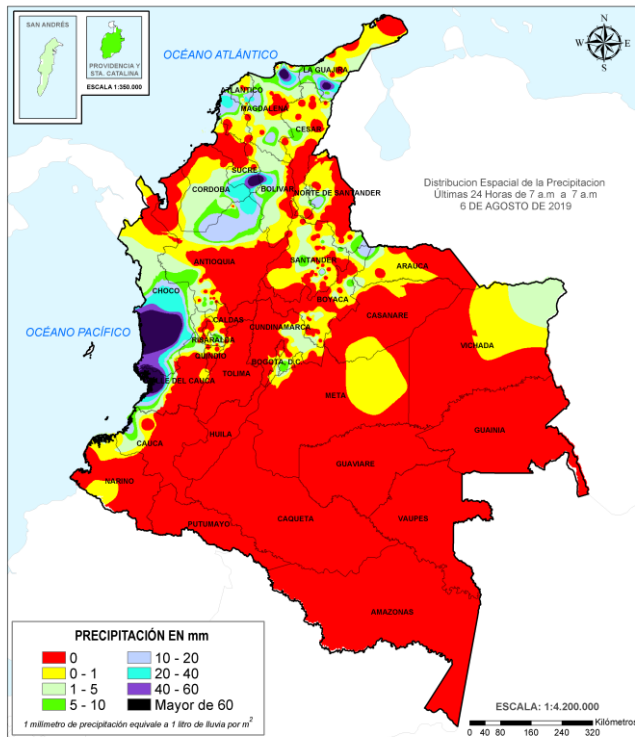 SAN ANDRÉS
PROVIDENCIA Y
STA. CATALINA
ESCALA 1:350.000
OCÉANO ATLÁNTICO
N
W E
S
LA GUAJIRA
ATLANTICO
MAGDALENA
CESAR
SUCRE
CORDOBA
BOLIVAR
NORTE DE SANTANDER
Distribucion Espacial de la Precipitacion
Últimas 24 Horas de 7 a.m a 7 a.m
6 DE AGOSTO DE 2019
ANTIOQUIA
SANTANDER
ARAUCA
CHOCO
BOYACA
OCÉANO PACÍFICO
CALDAS
CASANARE
CUNDINAMARCA
RISARALDA
VICHADA
QUINDIO
BOGOTA, D.C.
TOLIMA
VALLE DEL CAUCA
META
GUAINIA
CAUCA
HUILA
GUAVIARE
NARIÑO
PUTUMAYO
CAQUETA
VAUPES
AMAZONAS
PRECIPITACIÓN EN mm
0
0 - 1
1 - 5
5 - 10
10 - 20
20 - 40
40 - 60
Mayor de 60
1 milimetro de precipitación equivale a 1 litro de lluvia por m2
ESCALA: 1:4.200.000
Kilómetros
0 40 80 160 240 320